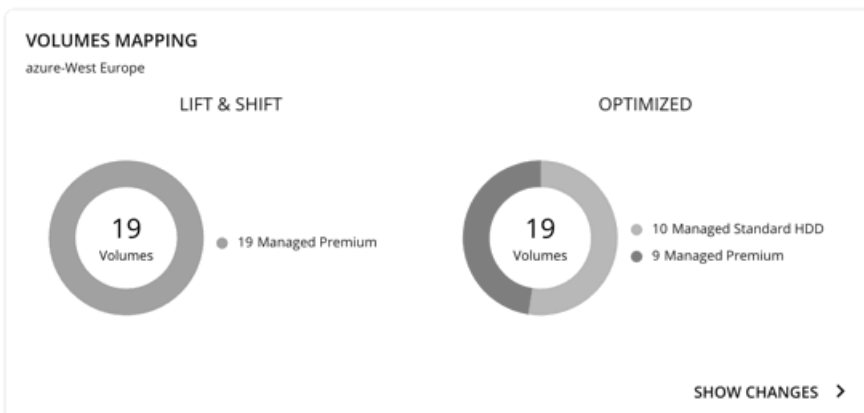 VOLUMES MAPPING
azure-West Europe
LIFT & SHIFT
19
Volumes
19 Managed Premium
OPTIMIZED
19
Volumes
10 Managed Standard HDD
9 Managed Premium
SHOW CHANGES